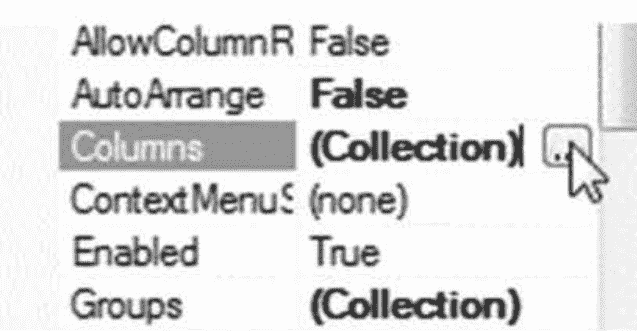 AllowColumnR False
AutoArrange False
Columns (Collection) ...
ContextMenuS (none)
Enabled True
Groups (Collection)